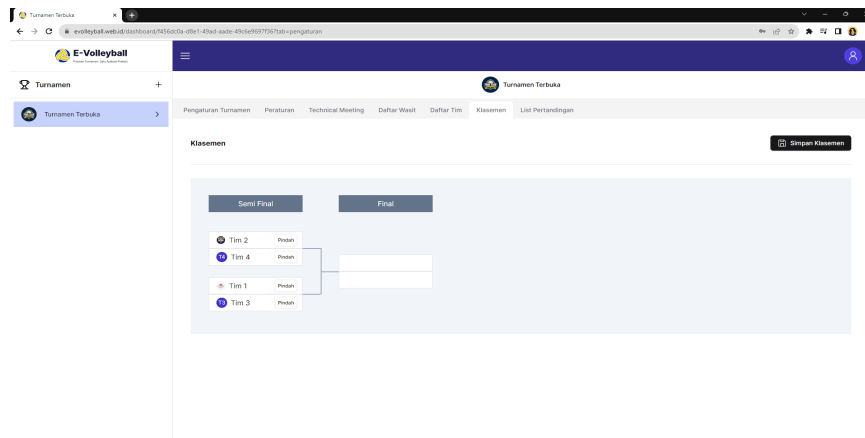 Turnamen Terbuka
evolleyball.web.id/dashboard/f456dc0a-d8e1-49ad-aade-49c6e9697f36?tab=pengaturan
E-Volleyball
Turnamen
Turnamen Terbuka
Turnamen Terbuka
Pengaturan Turnamen Peraturan Technical Meeting Daftar Wasit Daftar Tim Klasemen List Pertandingan
Klasemen Simpan Klasemen
Semi Final Final
Tim 2 Pindah
T4 Tim 4 Pindah
Tim 1 Pindah
T3 Tim 3 Pindah